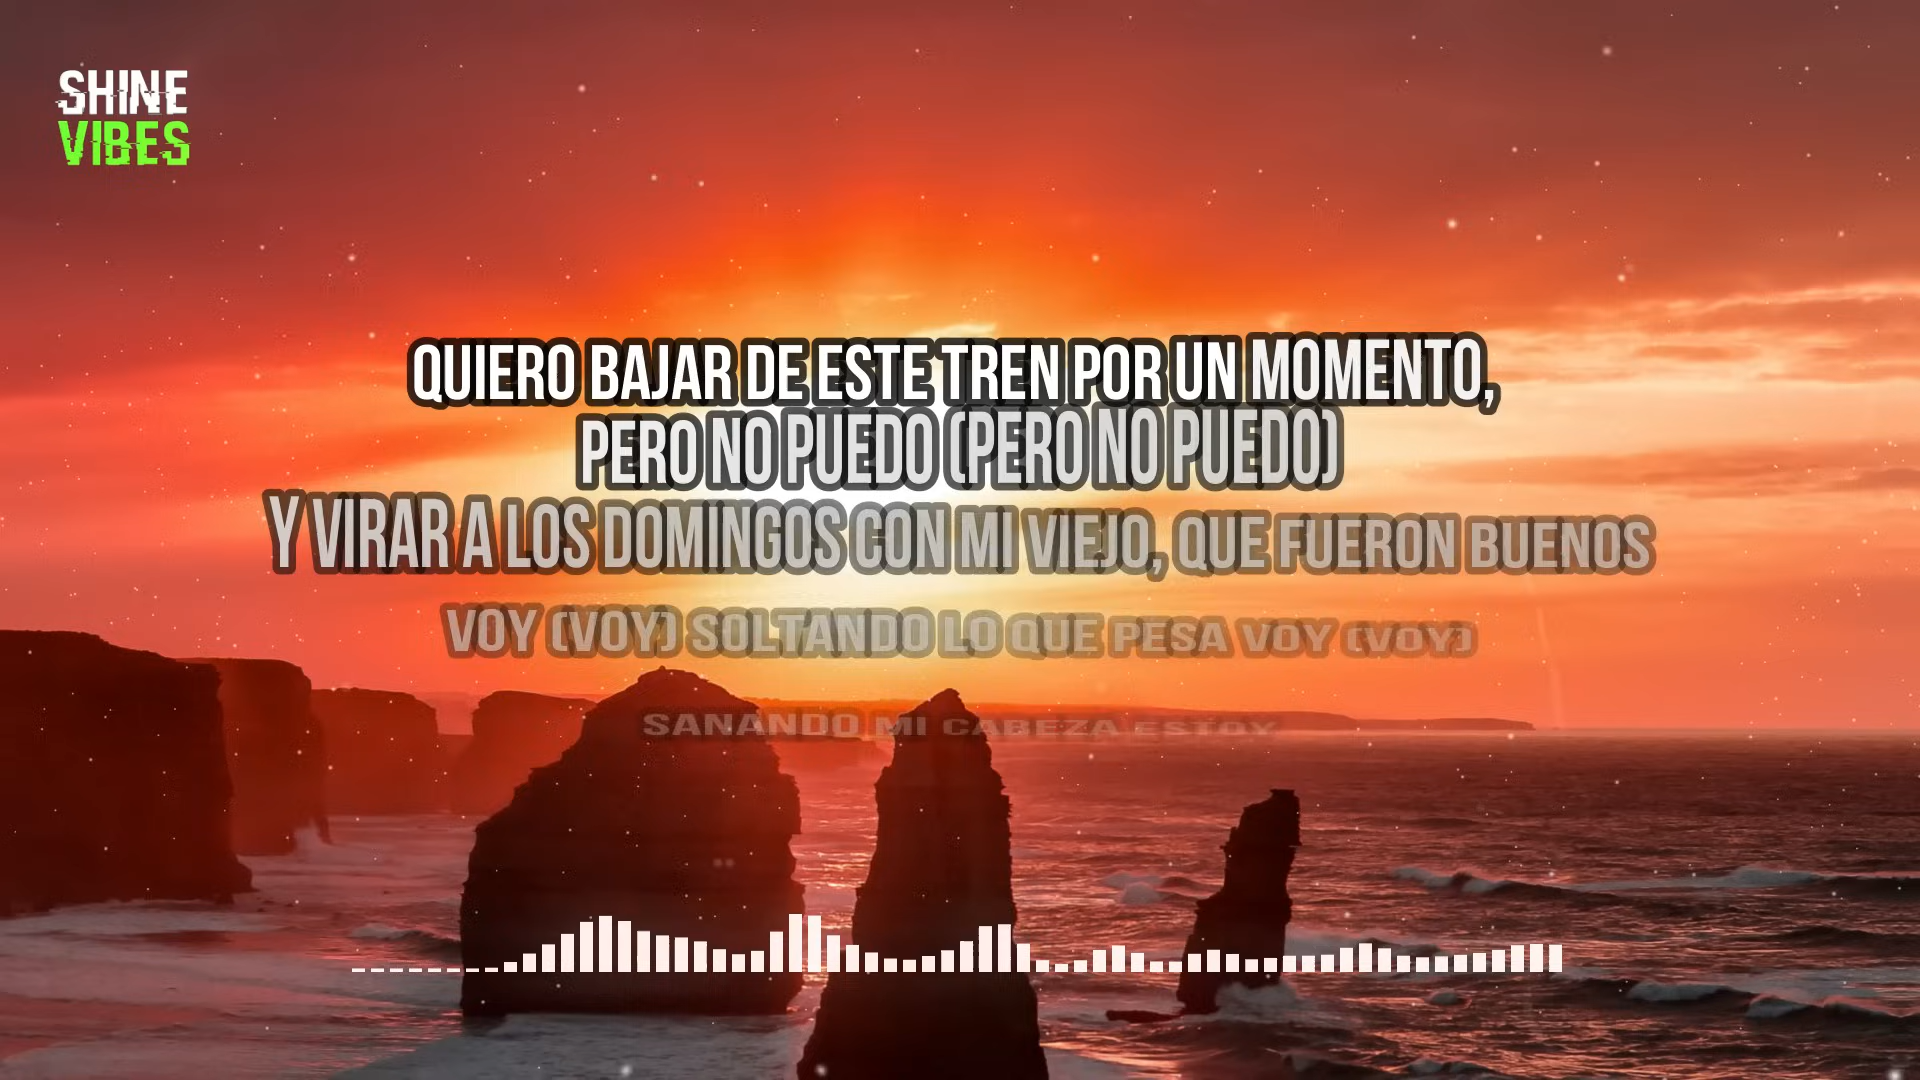 SHINE
VIBES
QUIERO BAJAR DE ESTE TREN POR UN MOMENTO,
PERO NO PUEDO (PERO NO PUEDO)
Y VIRAR A LOS DOMINGOS CON MI VIEJO, QUE FUERON BUENOS
VOY (VOY) SOLTANDO LO QUE PESA VOY (VOY)
SANANDO MI CABEZA ESTOY